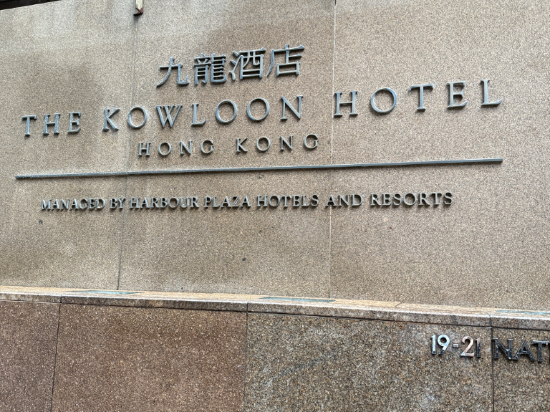 九龍酒店
THE KOWLOON HOTEL
HONG KONG
MANAGED BY HARBOUR PLAZA HOTELS AND RESORTS
19-21